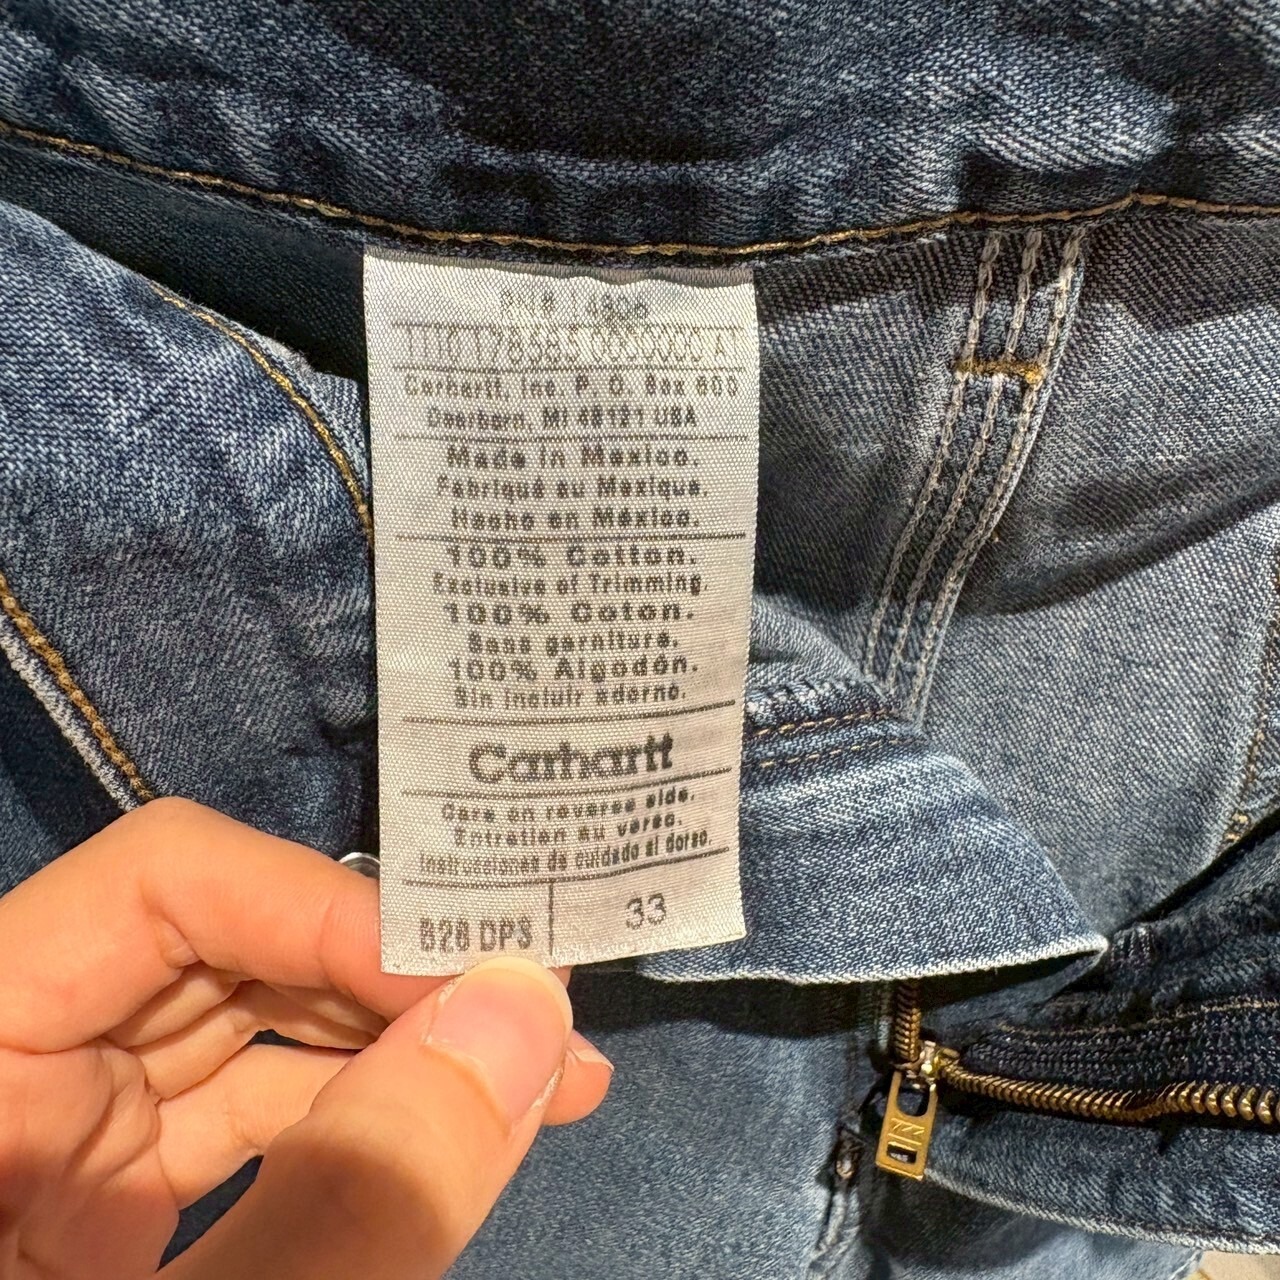 RN# 14806
Carhartt, Inc. P. O. Box 600
Dearborn, MI 48121 USA
Made in Mexico.
Fabriqué au Mexique.
Hecho en México.
100% Cotton.
Exclusive of Trimming.
100% Coton.
Sans garniture.
100% Algodón.
Sin incluir adorno.
Carhartt
Care on reverse side.
Entretien au verso.
Instrucciones de cuidado al dorso.
B28 DPS 33